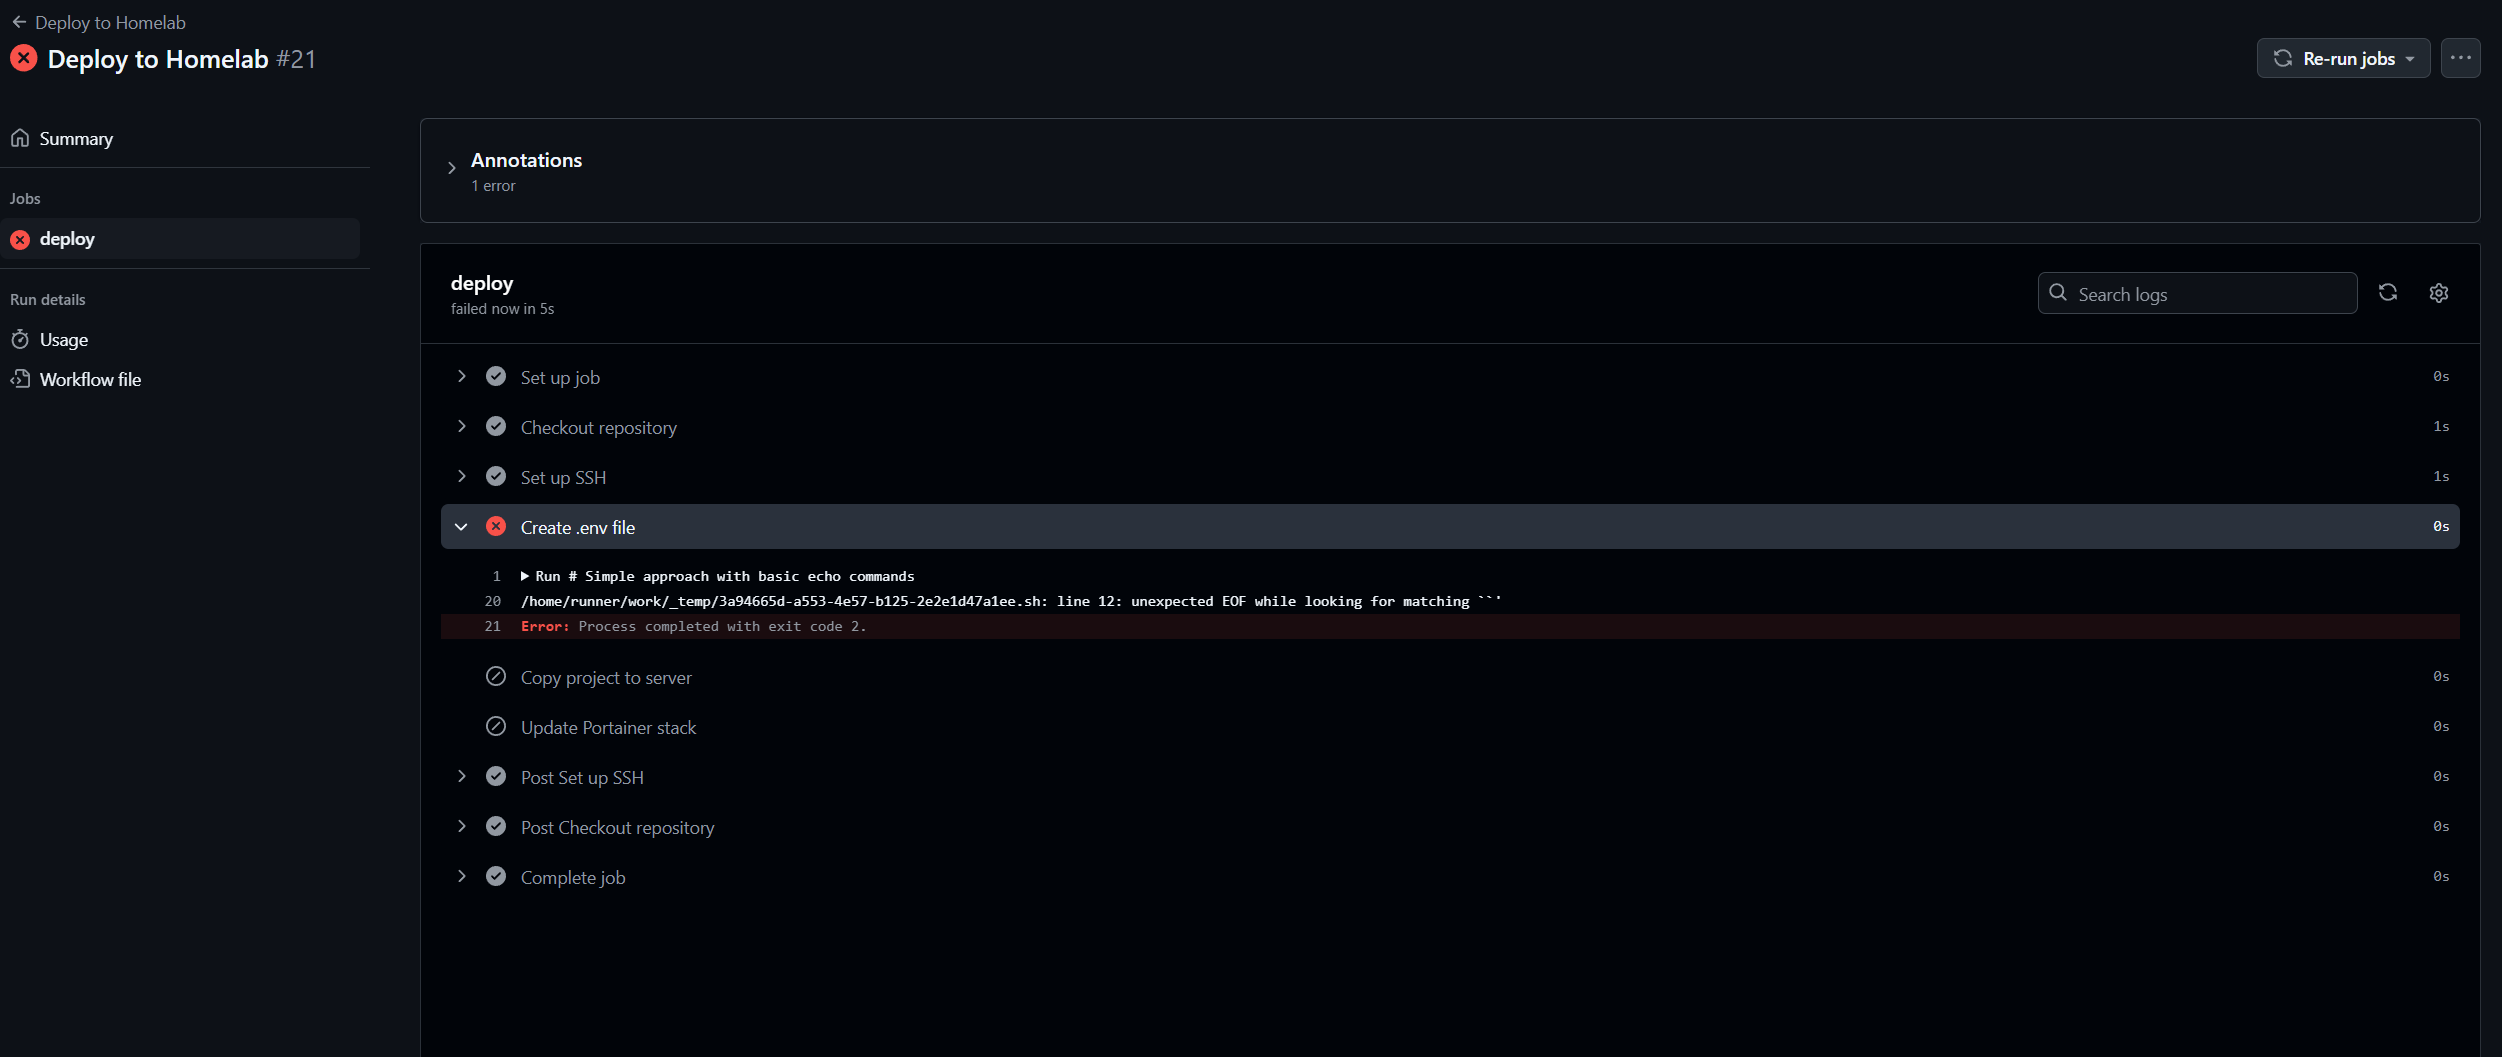 Deploy to Homelab
Deploy to Homelab #21
Re-run jobs
Summary
Jobs
deploy
Run details
Usage
Workflow file
Annotations
1 error
deploy
failed now in 5s
Search logs
Set up job 0s
Checkout repository 1s
Set up SSH 1s
Create .env file 0s
1 Run # Simple approach with basic echo commands
20 /home/runner/work/_temp/3a94665d-a553-4e57-b125-2e2e1d47a1ee.sh: line 12: unexpected EOF while looking for matching ``'
21 Error: Process completed with exit code 2.
Copy project to server 0s
Update Portainer stack 0s
Post Set up SSH 0s
Post Checkout repository 0s
Complete job 0s